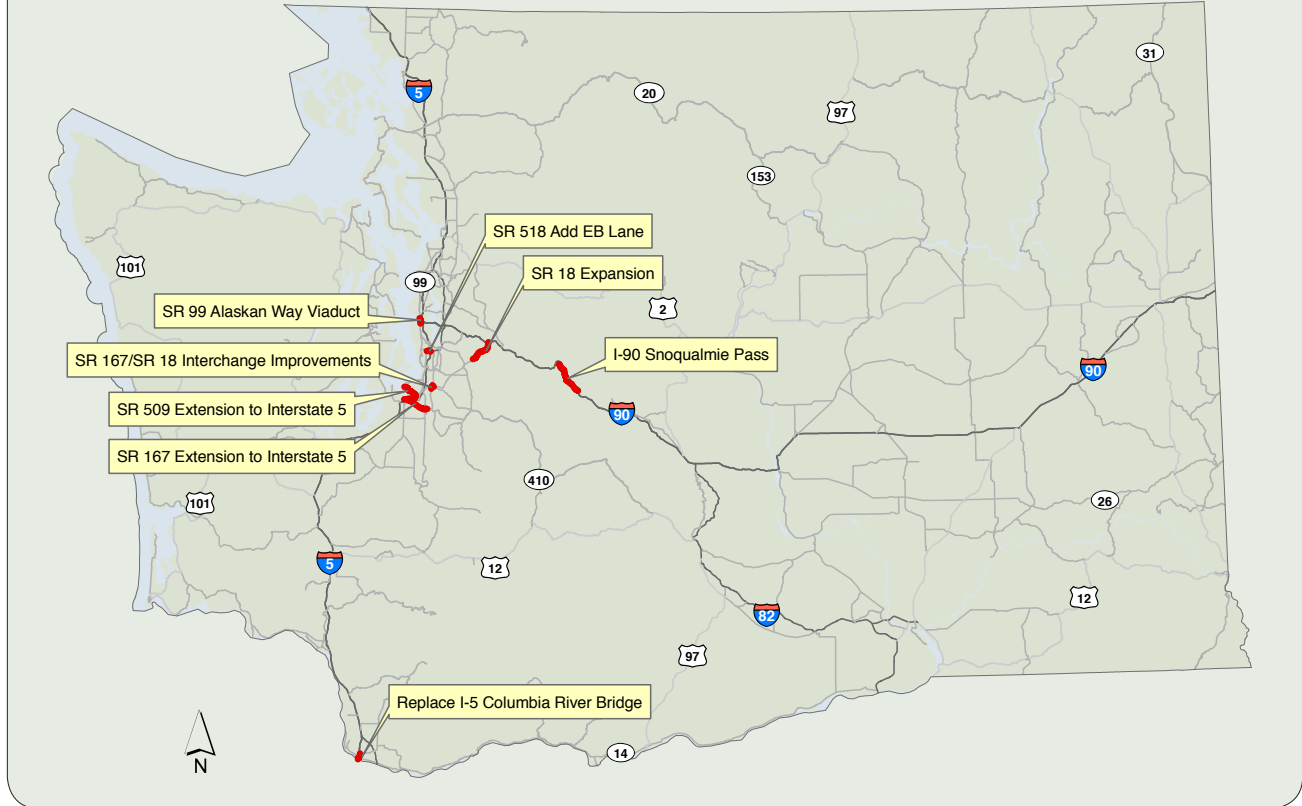 31
5
20
97
153
SR 518 Add EB Lane
101
SR 18 Expansion
99
SR 99 Alaskan Way Viaduct
2
SR 167/SR 18 Interchange Improvements
I-90 Snoqualmie Pass
90
SR 509 Extension to Interstate 5
90
SR 167 Extension to Interstate 5
410
101
26
5
12
12
82
97
Replace I-5 Columbia River Bridge
14
N